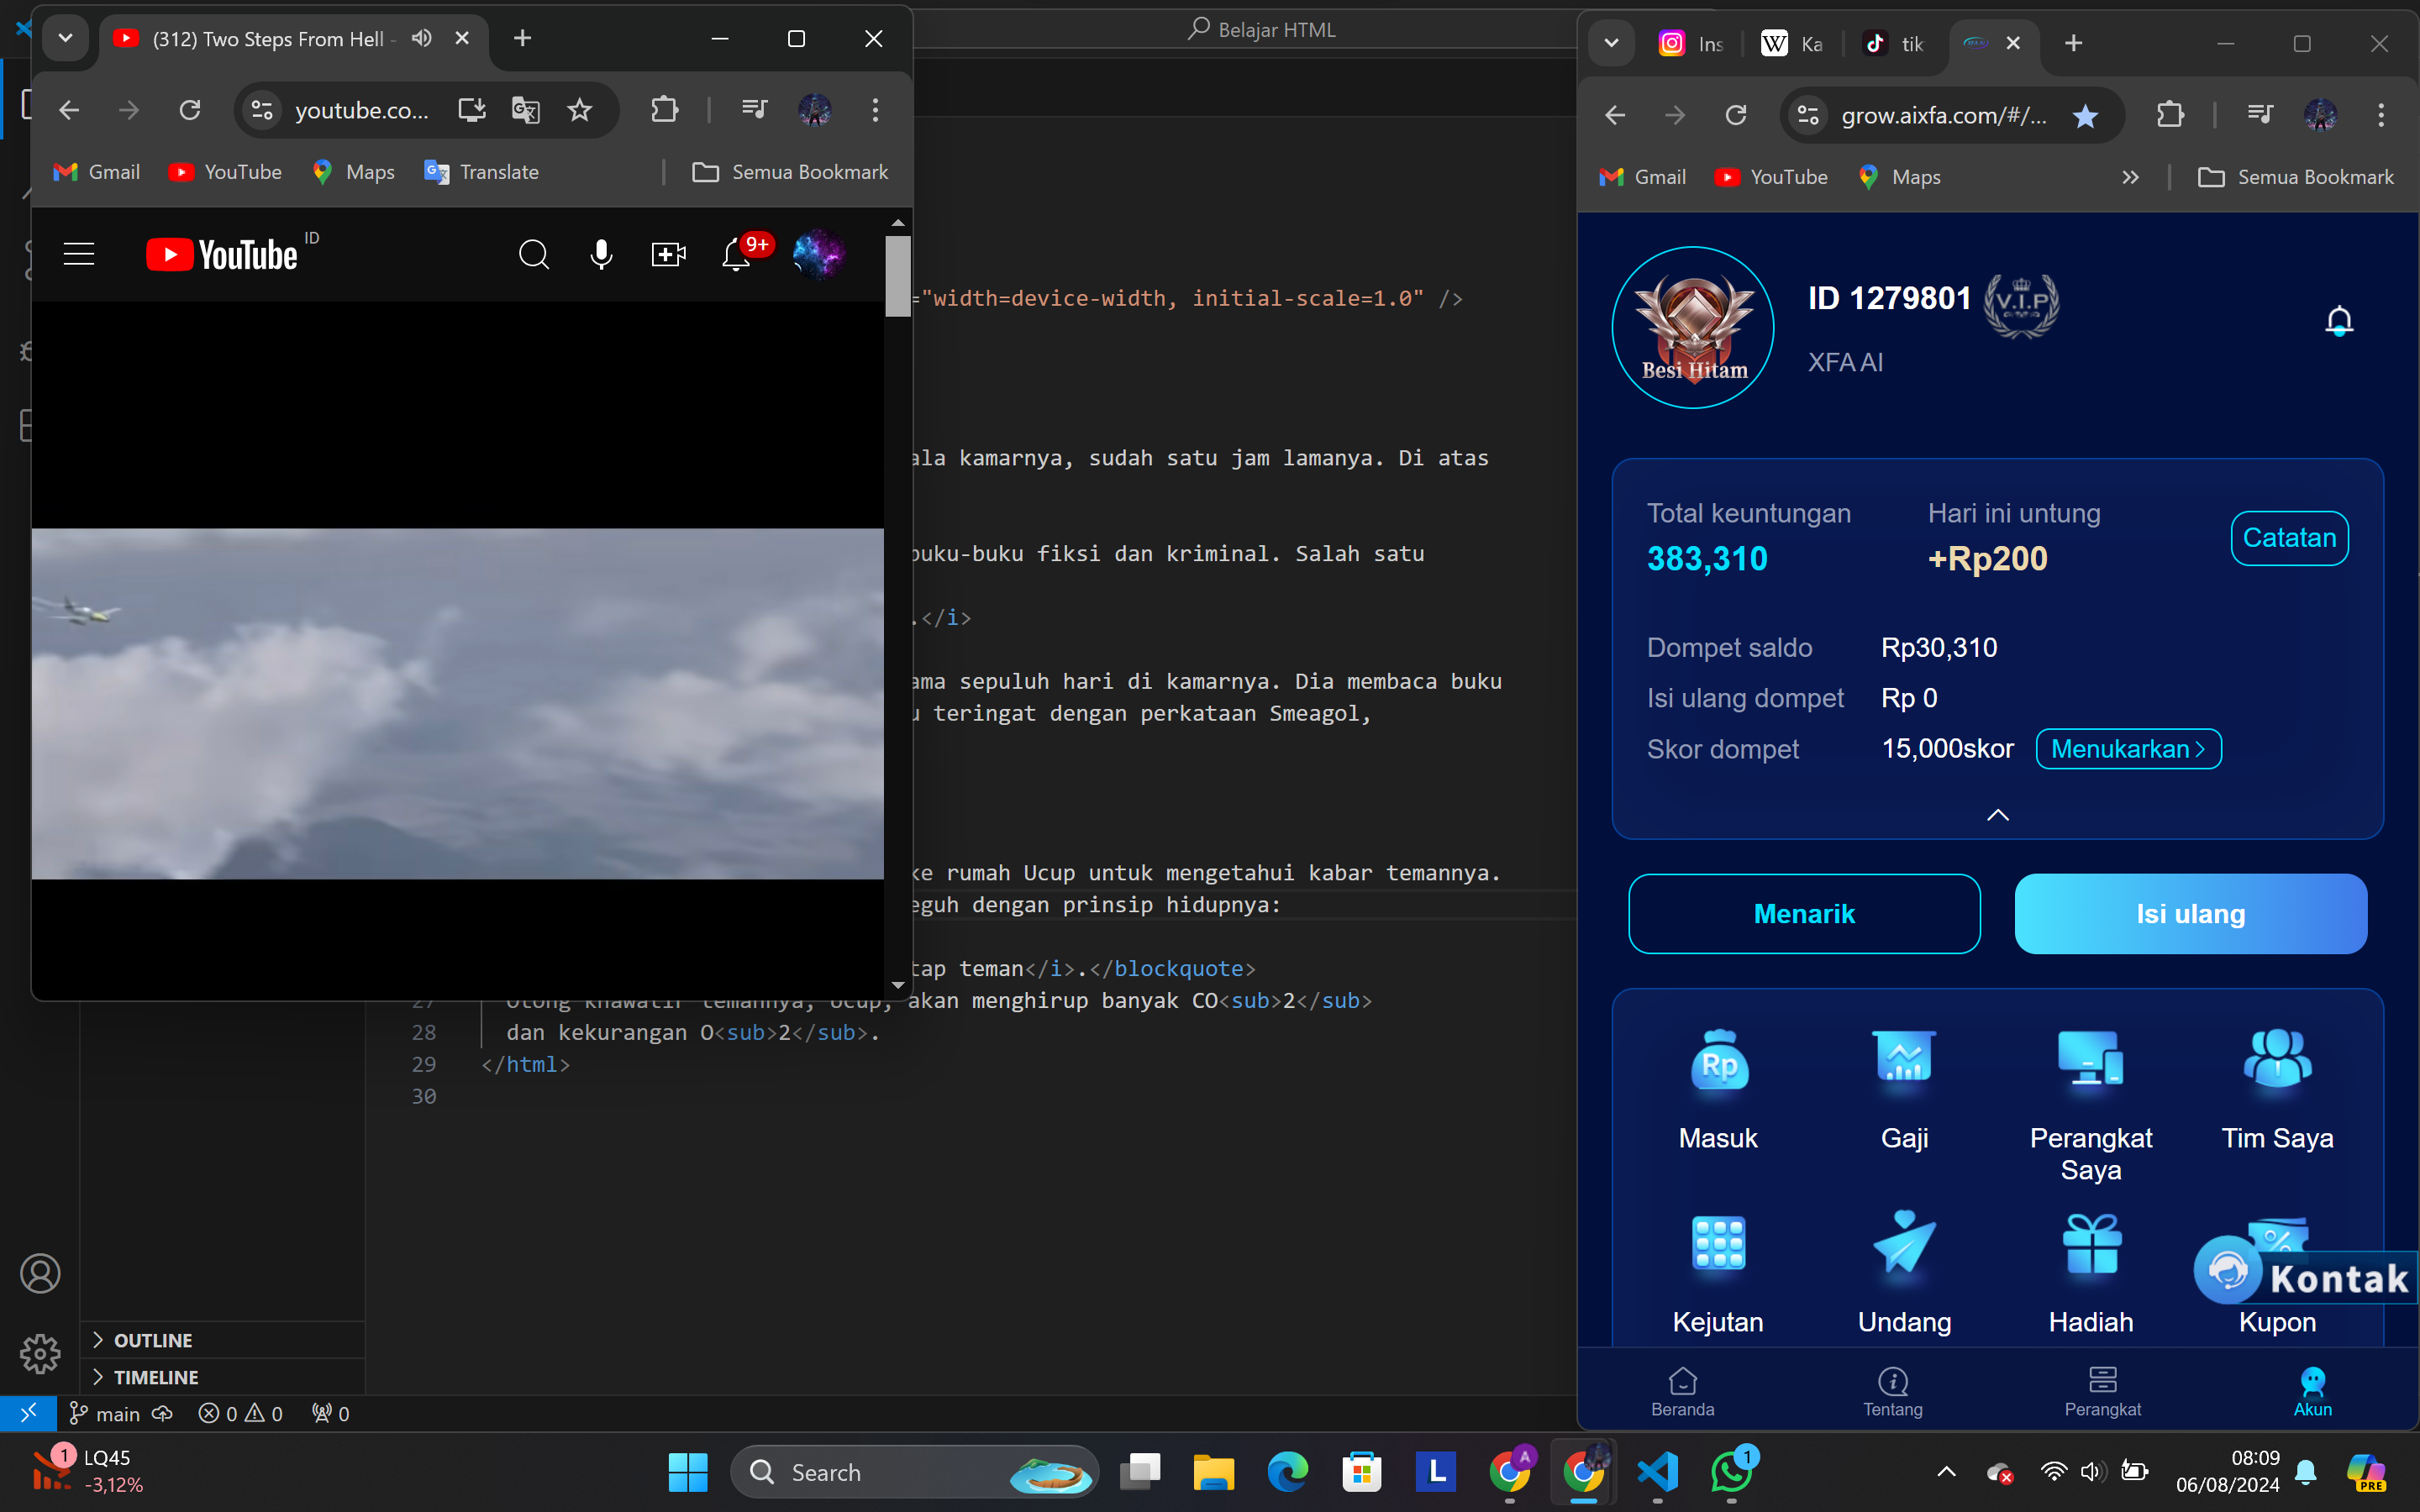 (312) Two Steps From Hell -
youtube.co...
Gmail
YouTube
Maps
Translate
Semua Bookmark
YouTube ID
9+
Belajar HTML
="width=device-width, initial-scale=1.0" />
ala kamarnya, sudah satu jam lamanya. Di atas
buku-buku fiksi dan kriminal. Salah satu
.</i>
ama sepuluh hari di kamarnya. Dia membaca buku
u teringat dengan perkataan Smeagol,
ke rumah Ucup untuk mengetahui kabar temannya.
eguh dengan prinsip hidupnya:
tap teman</i>.</blockquote>
27 Otong khawatir temannya, Ucup, akan menghirup banyak CO<sub>2</sub>
28 dan kekurangan O<sub>2</sub>.
29 </html>
30
OUTLINE
TIMELINE
main
0
0
0
Ins
Ka
tik
grow.aixfa.com/#/...
Gmail
YouTube
Maps
Semua Bookmark
Besi Hitam
ID 1279801
V.I.P
XFA AI
Total keuntungan
Hari ini untung
383,310
+Rp200
Catatan
Dompet saldo
Rp30,310
Isi ulang dompet
Rp 0
Skor dompet
15,000skor
Menukarkan
Menarik
Isi ulang
Rp
Masuk
Gaji
Perangkat
Saya
Tim Saya
Kejutan
Undang
Hadiah
Kupon
Kontak
Beranda
Tentang
Perangkat
Akun
1
LQ45
-3,12%
Search
L
A
1
08:09
06/08/2024
PRE